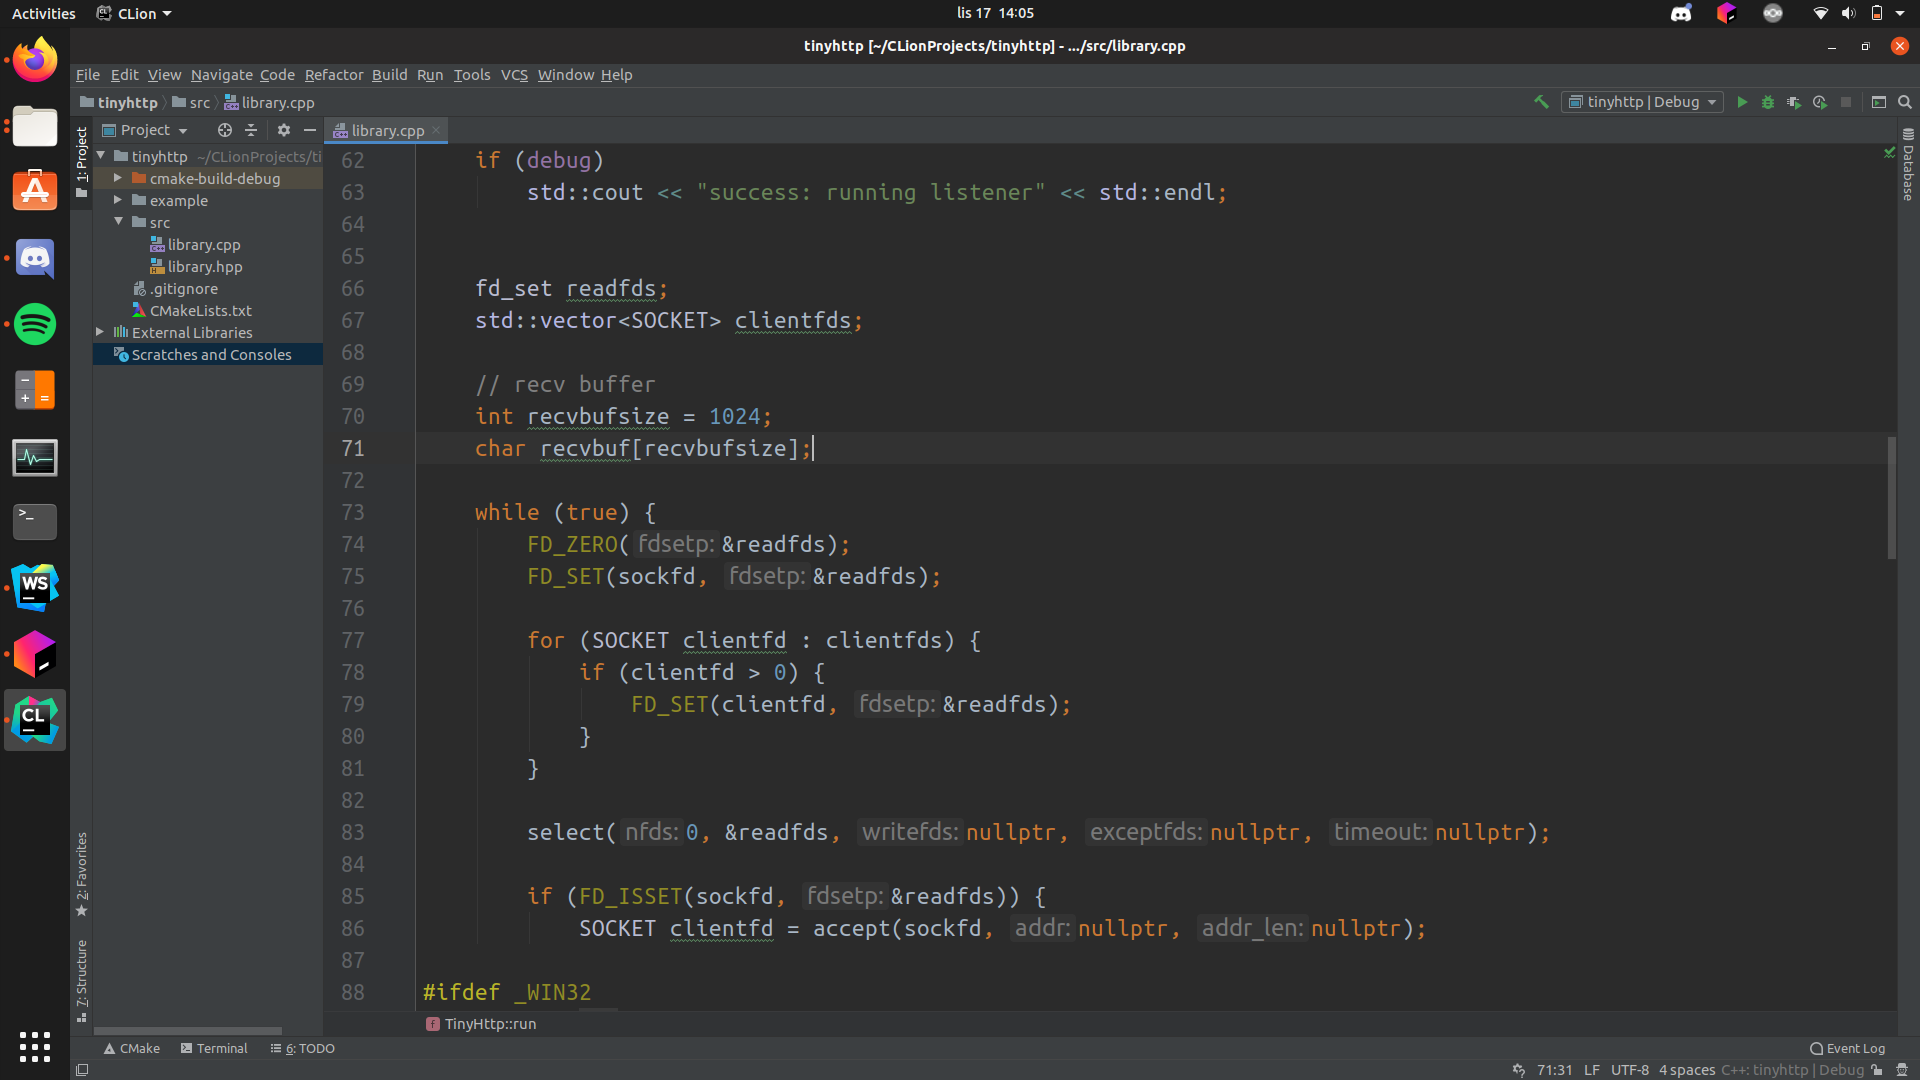 Activities CLion lis 17 14:05
tinyhttp [~/CLionProjects/tinyhttp] - .../src/library.cpp
File Edit View Navigate Code Refactor Build Run Tools VCS Window Help
tinyhttp src library.cpp tinyhttp | Debug
Project library.cpp
1: Project
tinyhttp ~/CLionProjects/ti
cmake-build-debug
example
src
library.cpp
library.hpp
.gitignore
CMakeLists.txt
External Libraries
Scratches and Consoles
2: Favorites
7: Structure
Database
62 if (debug)
63 std::cout << "success: running listener" << std::endl;
64
65
66 fd_set readfds;
67 std::vector<SOCKET> clientfds;
68
69 // recv buffer
70 int recvbufsize = 1024;
71 char recvbuf[recvbufsize];
72
73 while (true) {
74 FD_ZERO( fdsetp: &readfds);
75 FD_SET(sockfd, fdsetp: &readfds);
76
77 for (SOCKET clientfd : clientfds) {
78 if (clientfd > 0) {
79 FD_SET(clientfd, fdsetp: &readfds);
80 }
81 }
82
83 select( nfds: 0, &readfds, writefds: nullptr, exceptfds: nullptr, timeout: nullptr);
84
85 if (FD_ISSET(sockfd, fdsetp: &readfds)) {
86 SOCKET clientfd = accept(sockfd, addr: nullptr, addr_len: nullptr);
87
88 #ifdef _WIN32
f TinyHttp::run
CMake Terminal 6: TODO Event Log
71:31 LF UTF-8 4 spaces C++: tinyhttp | Debug